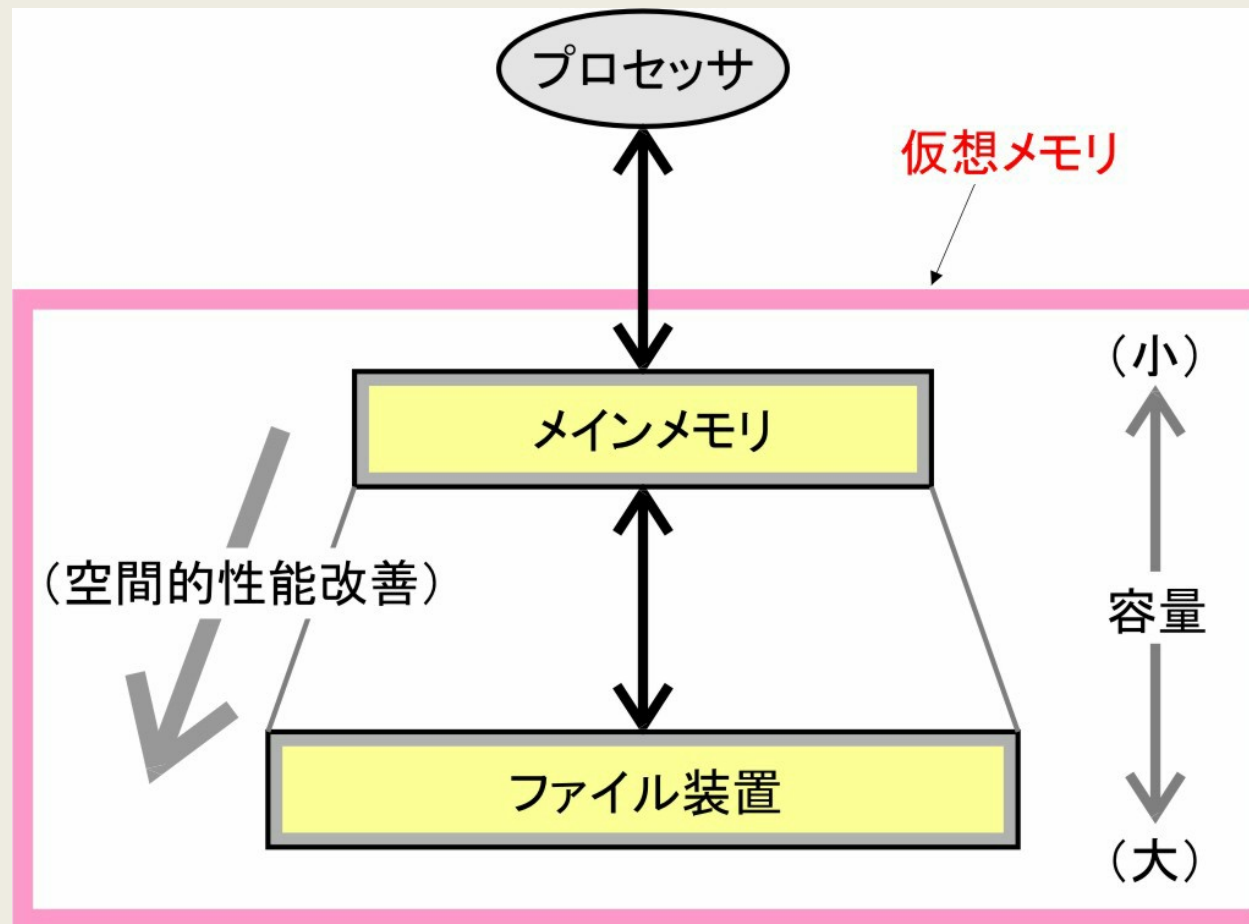 プロセッサ
仮想メモリ
（小）
メインメモリ
（空間的性能改善）
容量
ファイル装置
（大）